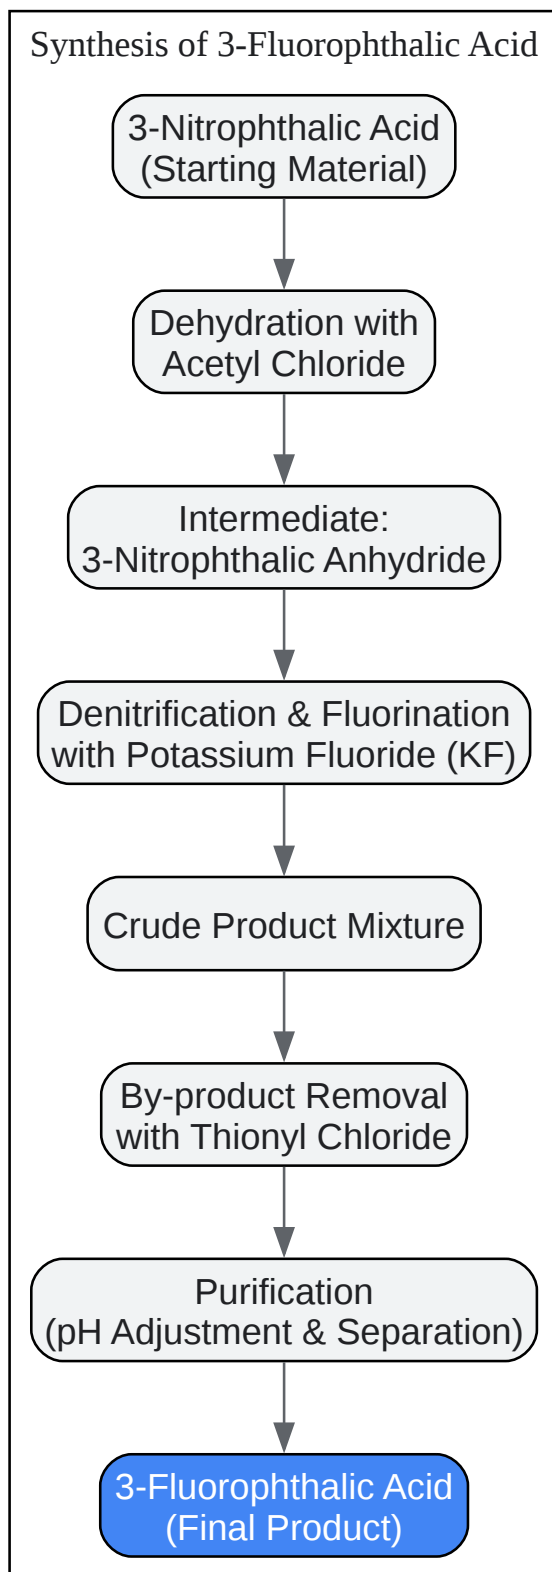 Synthesis of 3-Fluorophthalic Acid
3-Nitrophthalic Acid
(Starting Material)
Dehydration with
Acetyl Chloride
Intermediate:
3-Nitrophthalic Anhydride
Denitrification & Fluorination
with Potassium Fluoride (KF)
Crude Product Mixture
By-product Removal
with Thionyl Chloride
Purification
(pH Adjustment & Separation)
3-Fluorophthalic Acid
(Final Product)